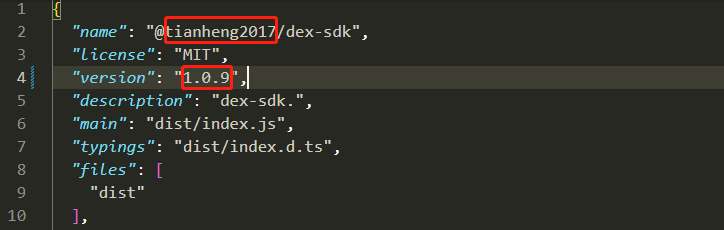 1 {
2 "name": "@tianheng2017/dex-sdk",
3 "license": "MIT",
4 "version": "1.0.9",
5 "description": "dex-sdk.",
6 "main": "dist/index.js",
7 "typings": "dist/index.d.ts",
8 "files": [
9 "dist"
10 ],